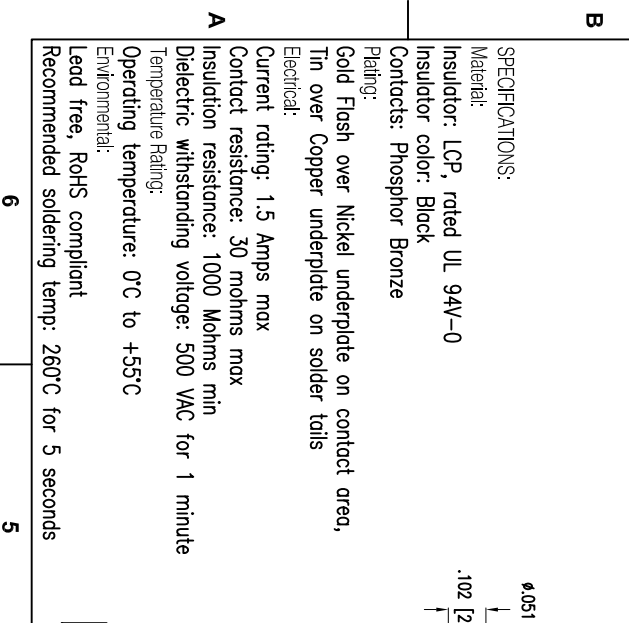 B
SPECIFICATIONS:
Material:
Insulator: LCP, rated UL 94V-0
Insulator color: Black
Contacts: Phosphor Bronze
Plating:
Gold Flash over Nickel underplate on contact area,
Tin over Copper underplate on solder tails
Electrical:
Current rating: 1.5 Amps max
Contact resistance: 30 mohms max
Insulation resistance: 1000 Mohms min
Dielectric withstanding voltage: 500 VAC for 1 minute
Temperature Rating:
Operating temperature: 0°C to +55°C
Environmental:
Lead free, RoHS compliant
Recommended soldering temp: 260°C for 5 seconds
A
ø.051
.102 [2
6
5